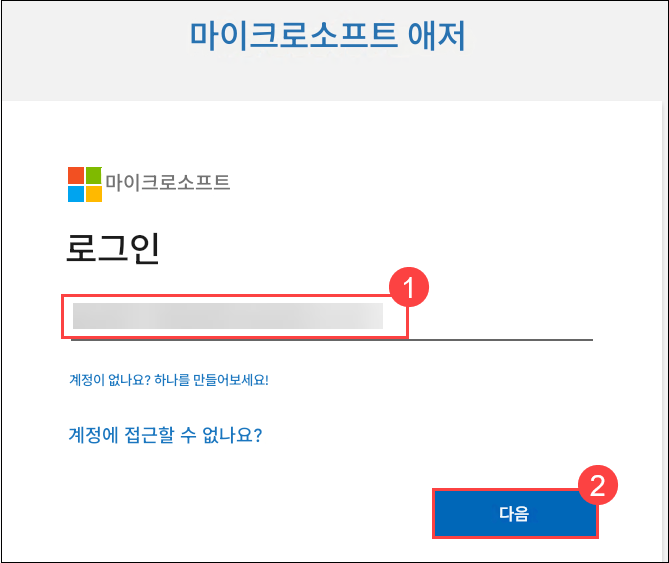 마이크로소프트 애저
마이크로소프트
로그인
1
계정이 없나요? 하나를 만들어보세요!
계정에 접근할 수 없나요?
2
다음